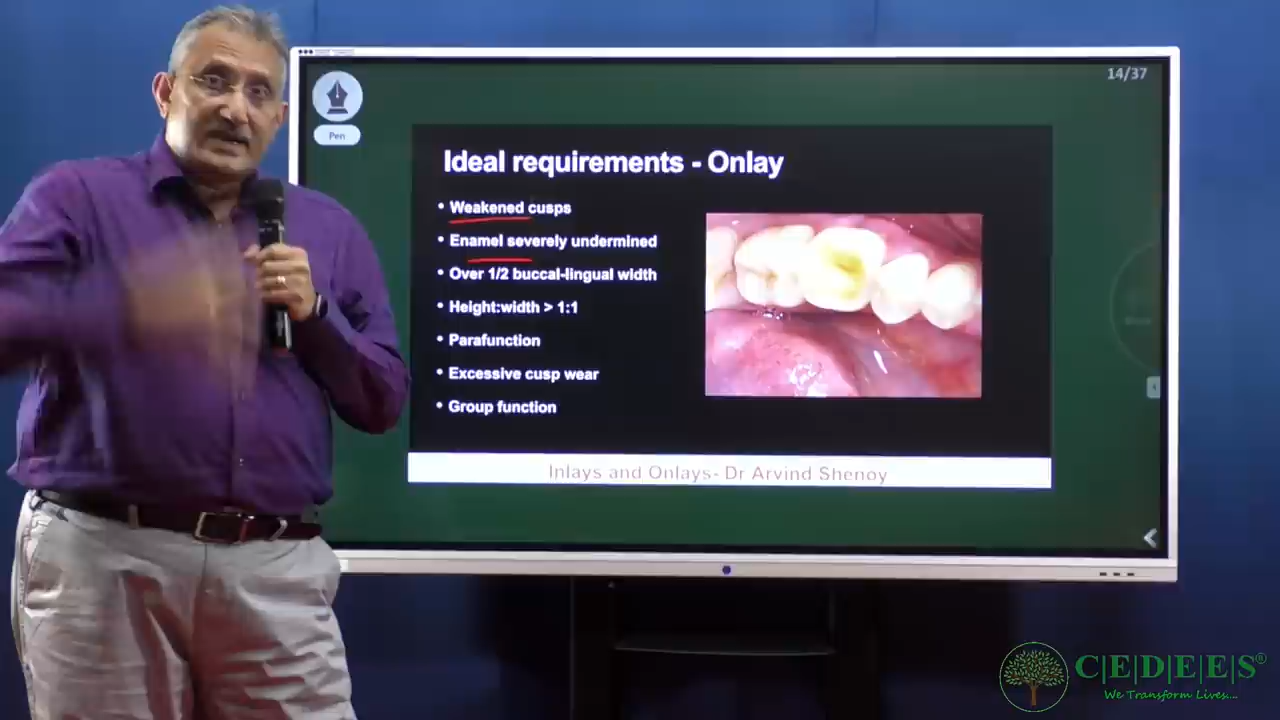 14/37
Pen
Ideal requirements - Onlay
• Weakened cusps
• Enamel severely undermined
• Over 1/2 buccal-lingual width
• Height:width > 1:1
• Parafunction
• Excessive cusp wear
• Group function
Inlays and Onlays- Dr Arvind Shenoy
C|E|D|E|E|S®
We Transform Lives...